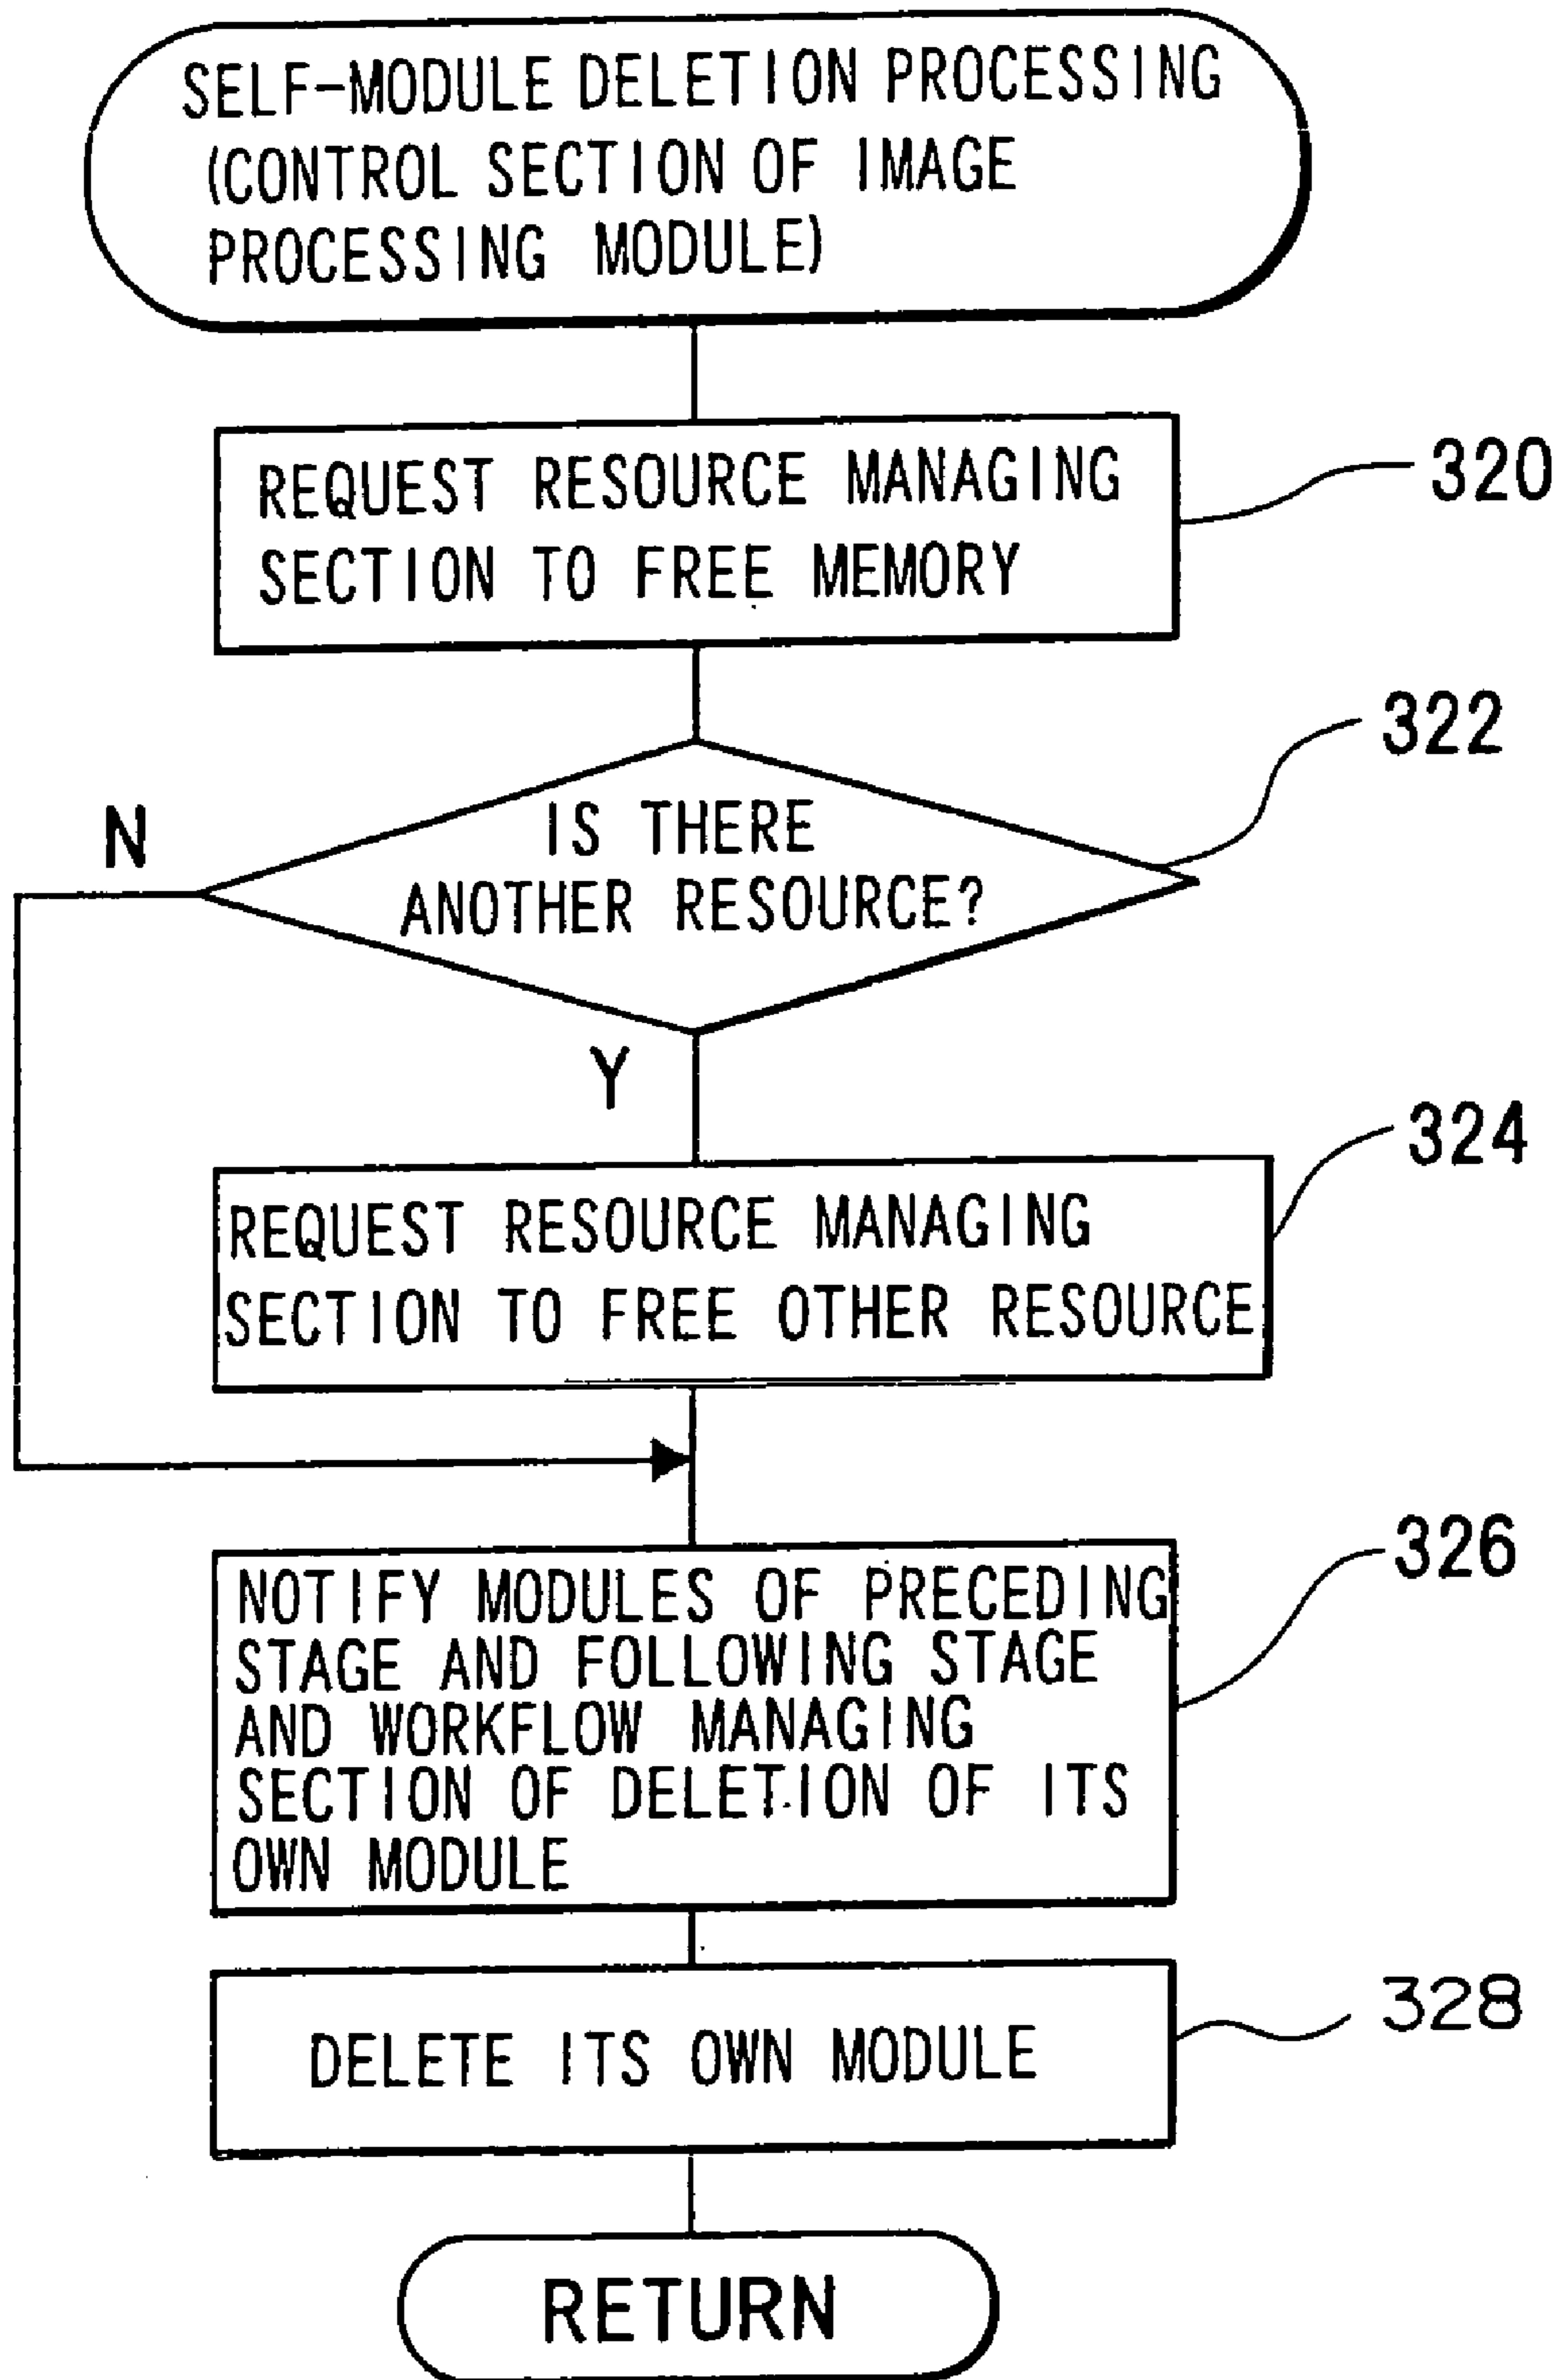 SELF-MODULE DELETION PROCESSING
(CONTROL SECTION OF IMAGE
PROCESSING MODULE)
REQUEST RESOURCE MANAGING
SECTION TO FREE MEMORY
320
IS THERE
ANOTHER RESOURCE?
322
N
Y
REQUEST RESOURCE MANAGING
SECTION TO FREE OTHER RESOURCE
324
NOTIFY MODULES OF PRECEDING
STAGE AND FOLLOWING STAGE
AND WORKFLOW MANAGING
SECTION OF DELETION OF ITS
OWN MODULE
326
DELETE ITS OWN MODULE
328
RETURN